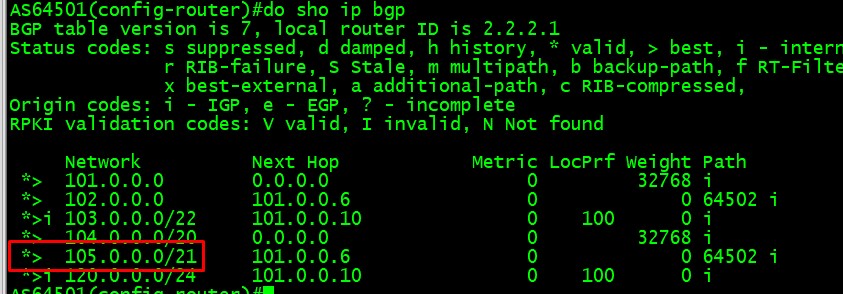 AS64501(config-router)#do sho ip bgp
BGP table version is 7, local router ID is 2.2.2.1
Status codes: s suppressed, d damped, h history, * valid, > best, i - intern
r RIB-failure, S Stale, m multipath, b backup-path, f RT-Filte
x best-external, a additional-path, c RIB-compressed,
Origin codes: i - IGP, e - EGP, ? - incomplete
RPKI validation codes: V valid, I invalid, N Not found
Network Next Hop Metric LocPrf Weight Path
*> 101.0.0.0 0.0.0.0 0 32768 i
*> 102.0.0.0 101.0.0.6 0 0 64502 i
*>i 103.0.0.0/22 101.0.0.10 0 100 0 i
*> 104.0.0.0/20 0.0.0.0 0 32768 i
*> 105.0.0.0/21 101.0.0.6 0 0 64502 i
*>i 120.0.0.0/24 101.0.0.10 0 100 0 i
AS64501(config-router)#